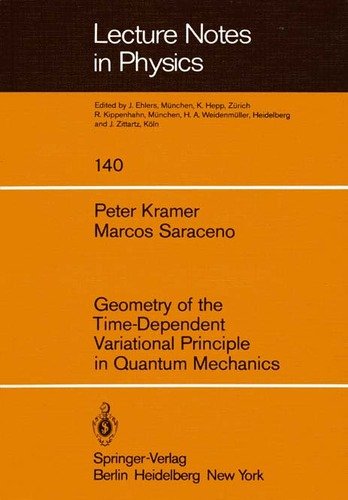 Lecture Notes
in Physics
Edited by J. Ehlers, München, K. Hepp, Zürich
R. Kippenhahn, München, H. A. Weidenmüller, Heidelberg
and J. Zittartz, Köln
140
Peter Kramer
Marcos Saraceno
Geometry of the
Time-Dependent
Variational Principle
in Quantum Mechanics
Springer-Verlag
Berlin Heidelberg New York